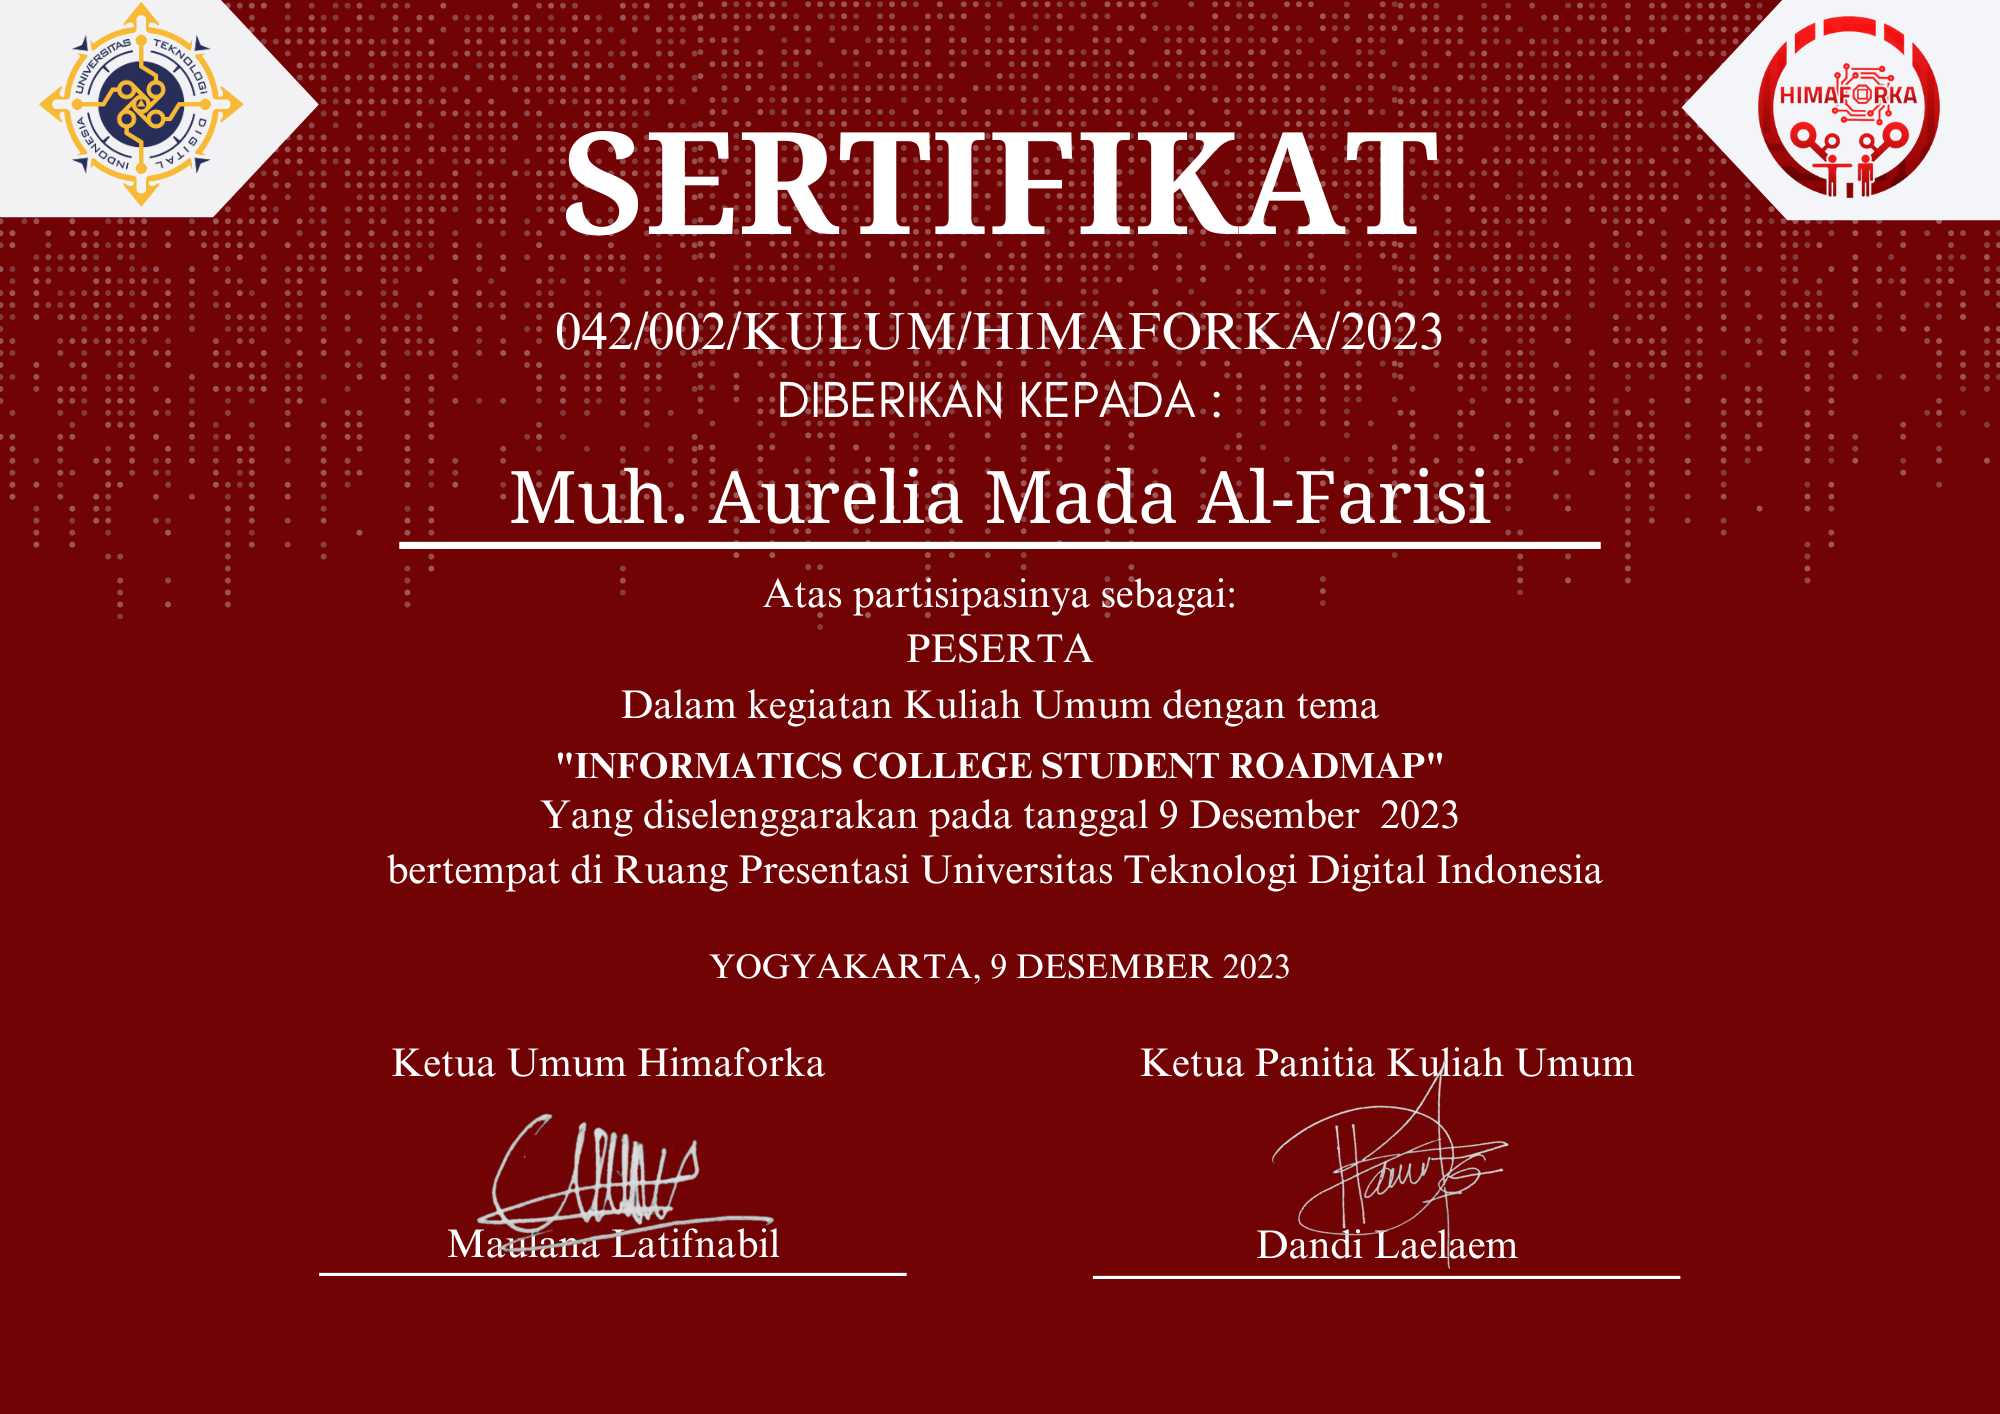 UNIVERSITAS TEKNOLOGI DIGITAL INDONESIA
HIMAFORKA
SERTIFIKAT
042/002/KULUM/HIMAFORKA/2023
DIBERIKAN KEPADA :
Muh. Aurelia Mada Al-Farisi
Atas partisipasinya sebagai:
PESERTA
Dalam kegiatan Kuliah Umum dengan tema
"INFORMATICS COLLEGE STUDENT ROADMAP"
Yang diselenggarakan pada tanggal 9 Desember 2023
bertempat di Ruang Presentasi Universitas Teknologi Digital Indonesia
YOGYAKARTA, 9 DESEMBER 2023
Ketua Umum Himaforka
Ketua Panitia Kuliah Umum
Maulana Latifnabil
Dandi Laelaem